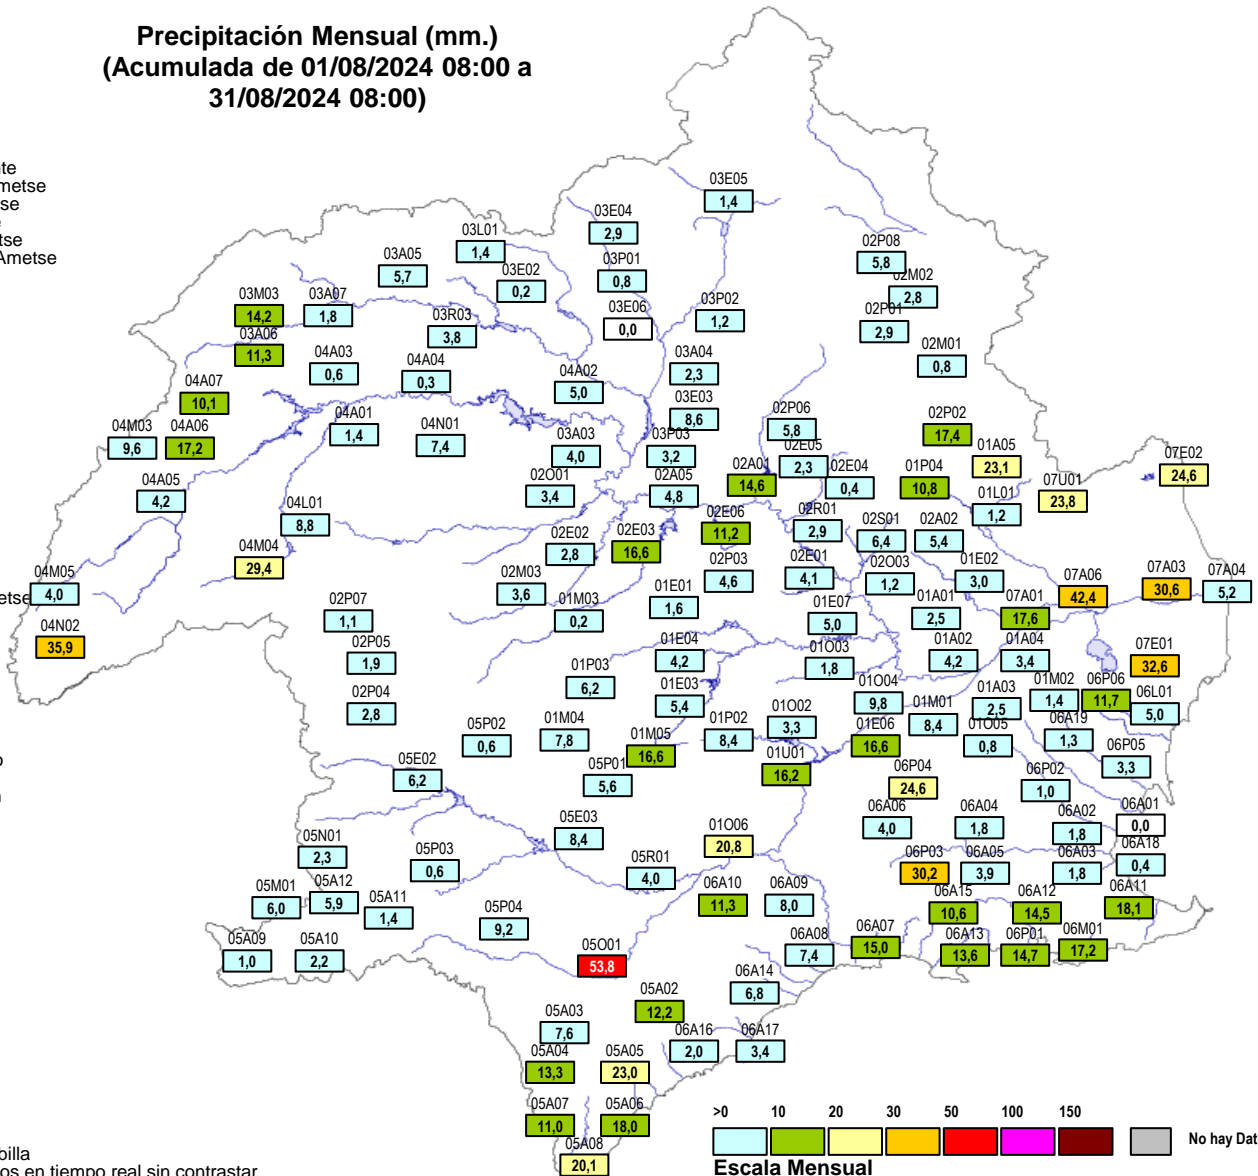 Precipitación Mensual (mm.)
(Acumulada de 01/08/2024 08:00 a
31/08/2024 08:00)
nte
metse
tse
e
tse
Ametse
03E05
1,4
03E04
2,9
03L01
1,4
03A05
5,7
03P01
0,8
03E02
0,2
02P08
5,8
02M02
2,8
03M03
14,2
03A07
1,8
03E06
0,0
03P02
1,2
02P01
2,9
03R03
3,8
03A06
11,3
04A03
0,6
04A04
0,3
03A04
2,3
02M01
0,8
04A02
5,0
04A07
10,1
03E03
8,6
04M03
9,6
04A06
17,2
04A01
1,4
04N01
7,4
03A03
4,0
03P03
3,2
02P06
5,8
02P02
17,4
02E05
2,3
01A05
23,1
07E02
24,6
02A01
14,6
02E04
0,4
01P04
10,8
07U01
23,8
04A05
4,2
02O01
3,4
02A05
4,8
01L01
1,2
04L01
8,8
02E06
11,2
02R01
2,9
02S01
6,4
02A02
5,4
02E02
2,8
02E03
16,6
04M04
29,4
02P03
4,6
02E01
4,1
02O03
1,2
01E02
3,0
07A06
42,4
07A03
30,6
07A04
5,2
04M05
4,0
etse
02M03
3,6
01M03
0,2
01E01
1,6
01E07
5,0
01A01
2,5
07A01
17,6
02P07
1,1
04N02
35,9
02P05
1,9
01E04
4,2
01O03
1,8
01A02
4,2
01A04
3,4
07E01
32,6
01P03
6,2
01E03
5,4
02P04
2,8
01O04
9,8
01A03
2,5
01M02
1,4
06P06
11,7
06L01
5,0
05P02
0,6
01M04
7,8
01M05
16,6
01P02
8,4
01O02
3,3
01E06
16,6
01M01
8,4
01O05
0,8
06A19
1,3
06P05
3,3
o
05E02
6,2
05P01
5,6
01U01
16,2
06P04
24,6
06P02
1,0
06A06
4,0
06A04
1,8
06A02
1,8
06A01
0,0
05N01
2,3
05P03
0,6
05E03
8,4
01O06
20,8
05R01
4,0
06P03
30,2
06A05
3,9
06A03
1,8
06A18
0,4
05M01
6,0
05A12
5,9
05A11
1,4
06A10
11,3
06A09
8,0
06A15
10,6
06A12
14,5
06A11
18,1
05P04
9,2
05A09
1,0
05A10
2,2
05O01
53,8
06A08
7,4
06A07
15,0
06A13
13,6
06P01
14,7
06M01
17,2
06A14
6,8
05A02
12,2
05A03
7,6
06A16
2,0
06A17
3,4
05A04
13,3
05A05
23,0
05A07
11,0
05A06
18,0
05A08
20,1
>0 10 20 30 50 100 150
No hay Dat
Escala Mensual
billa
os en tiempo real sin contrastar